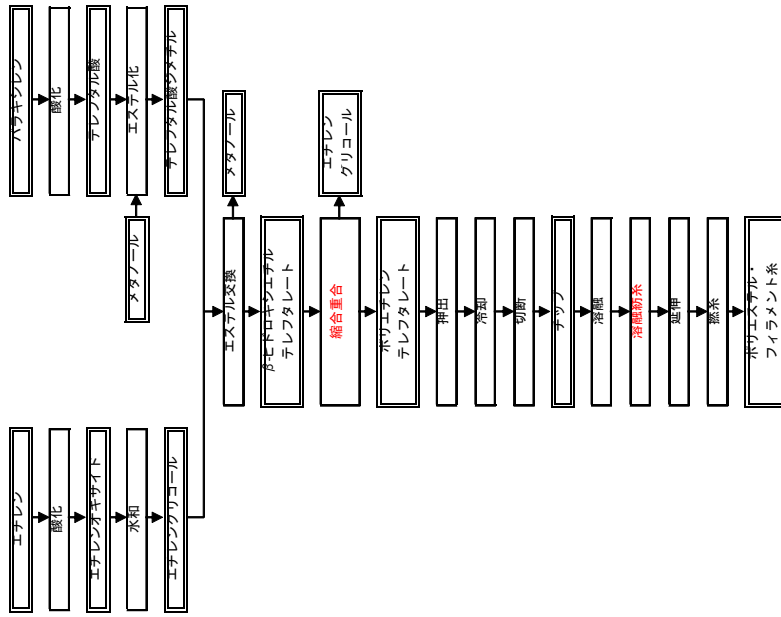 パラキシレン
酸化
テレフタル酸
エステル化
テレフタル酸ジメチル
メタノール
エチレン
酸化
エチレンオキサイト
水和
エチレングリコール
エステル交換
メタノール
β-ヒドロキシエチル
テレフタレート
縮合重合
エチレン
グリコール
ポリエチレン
テレフタレート
押出
冷却
切断
チップ
溶融
溶融紡糸
延伸
撚糸
ポリエステル・
フィラメント糸